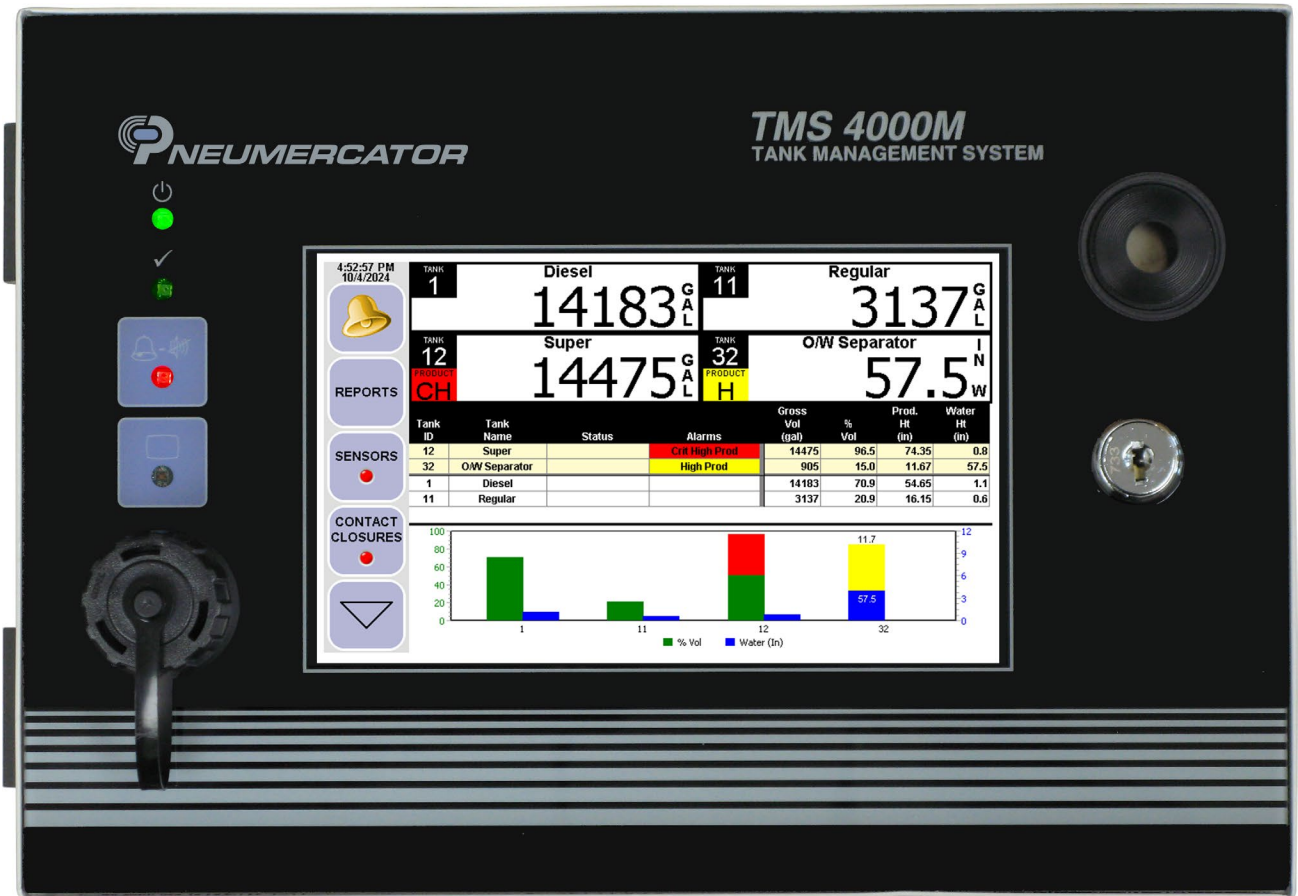 PNEUMERCATOR
TMS 4000M
TANK MANAGEMENT SYSTEM
4:52:57 PM
10/4/2024
REPORTS
SENSORS
CONTACT
CLOSURES
TANK
1
Diesel
14183 GAL
TANK
11
Regular
3137 GAL
TANK
12
PRODUCT
CH
Super
14475 GAL
TANK
32
PRODUCT
H
O/W Separator
57.5 IN W
Tank ID Tank Name Status Alarms Gross Vol (gal) % Vol Prod. Ht (in) Water Ht (in)
12 Super Crit High Prod 14475 96.5 74.35 0.8
32 O/W Separator High Prod 905 15.0 11.67 57.5
1 Diesel 14183 70.9 54.65 1.1
11 Regular 3137 20.9 16.15 0.6
100 12
80 9
60 6
40 3
20 0
0
11.7
57.5
1 11 12 32
% Vol Water (In)
733